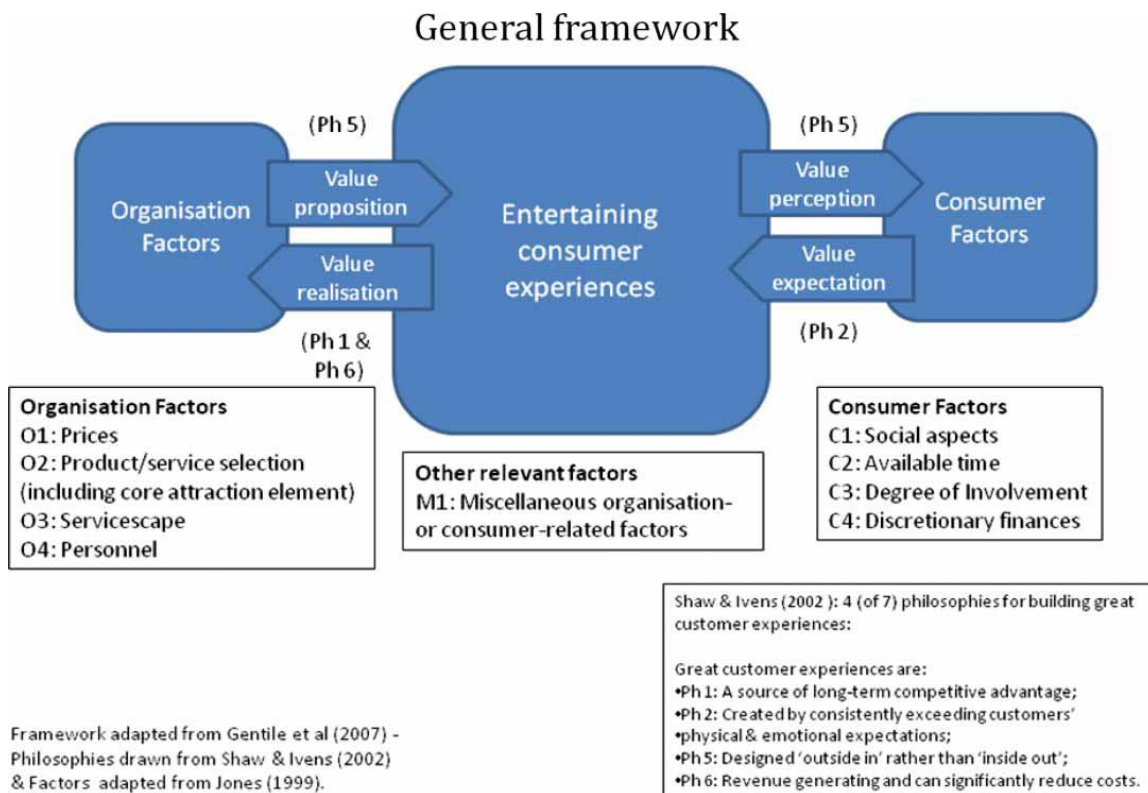 General framework
(Ph 5)
(Ph 5)
Organisation
Factors
Value
proposition
Value
realisation
Entertaining
consumer
experiences
Value
perception
Value
expectation
Consumer
Factors
(Ph 1 &
Ph 6)
(Ph 2)
Organisation Factors
O1: Prices
O2: Product/service selection
(including core attraction element)
O3: Servicescape
O4: Personnel
Other relevant factors
M1: Miscellaneous organisation-
or consumer-related factors
Consumer Factors
C1: Social aspects
C2: Available time
C3: Degree of Involvement
C4: Discretionary finances
Shaw & Ivens (2002 ): 4 (of 7) philosophies for building great
customer experiences:
Great customer experiences are:
•Ph 1: A source of long-term competitive advantage;
•Ph 2: Created by consistently exceeding customers'
•physical & emotional expectations;
•Ph 5: Designed 'outside in' rather than 'inside out';
•Ph 6: Revenue generating and can significantly reduce costs.
Framework adapted from Gentile et al (2007) -
Philosophies drawn from Shaw & Ivens (2002)
& Factors adapted from Jones (1999).